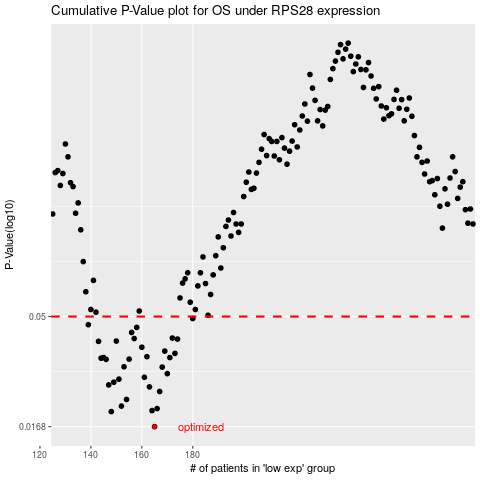 Cumulative P-Value plot for OS under RPS28 expression
P-Value(log10)
0.05
0.0168
optimized
120 140 160 180
# of patients in 'low exp' group